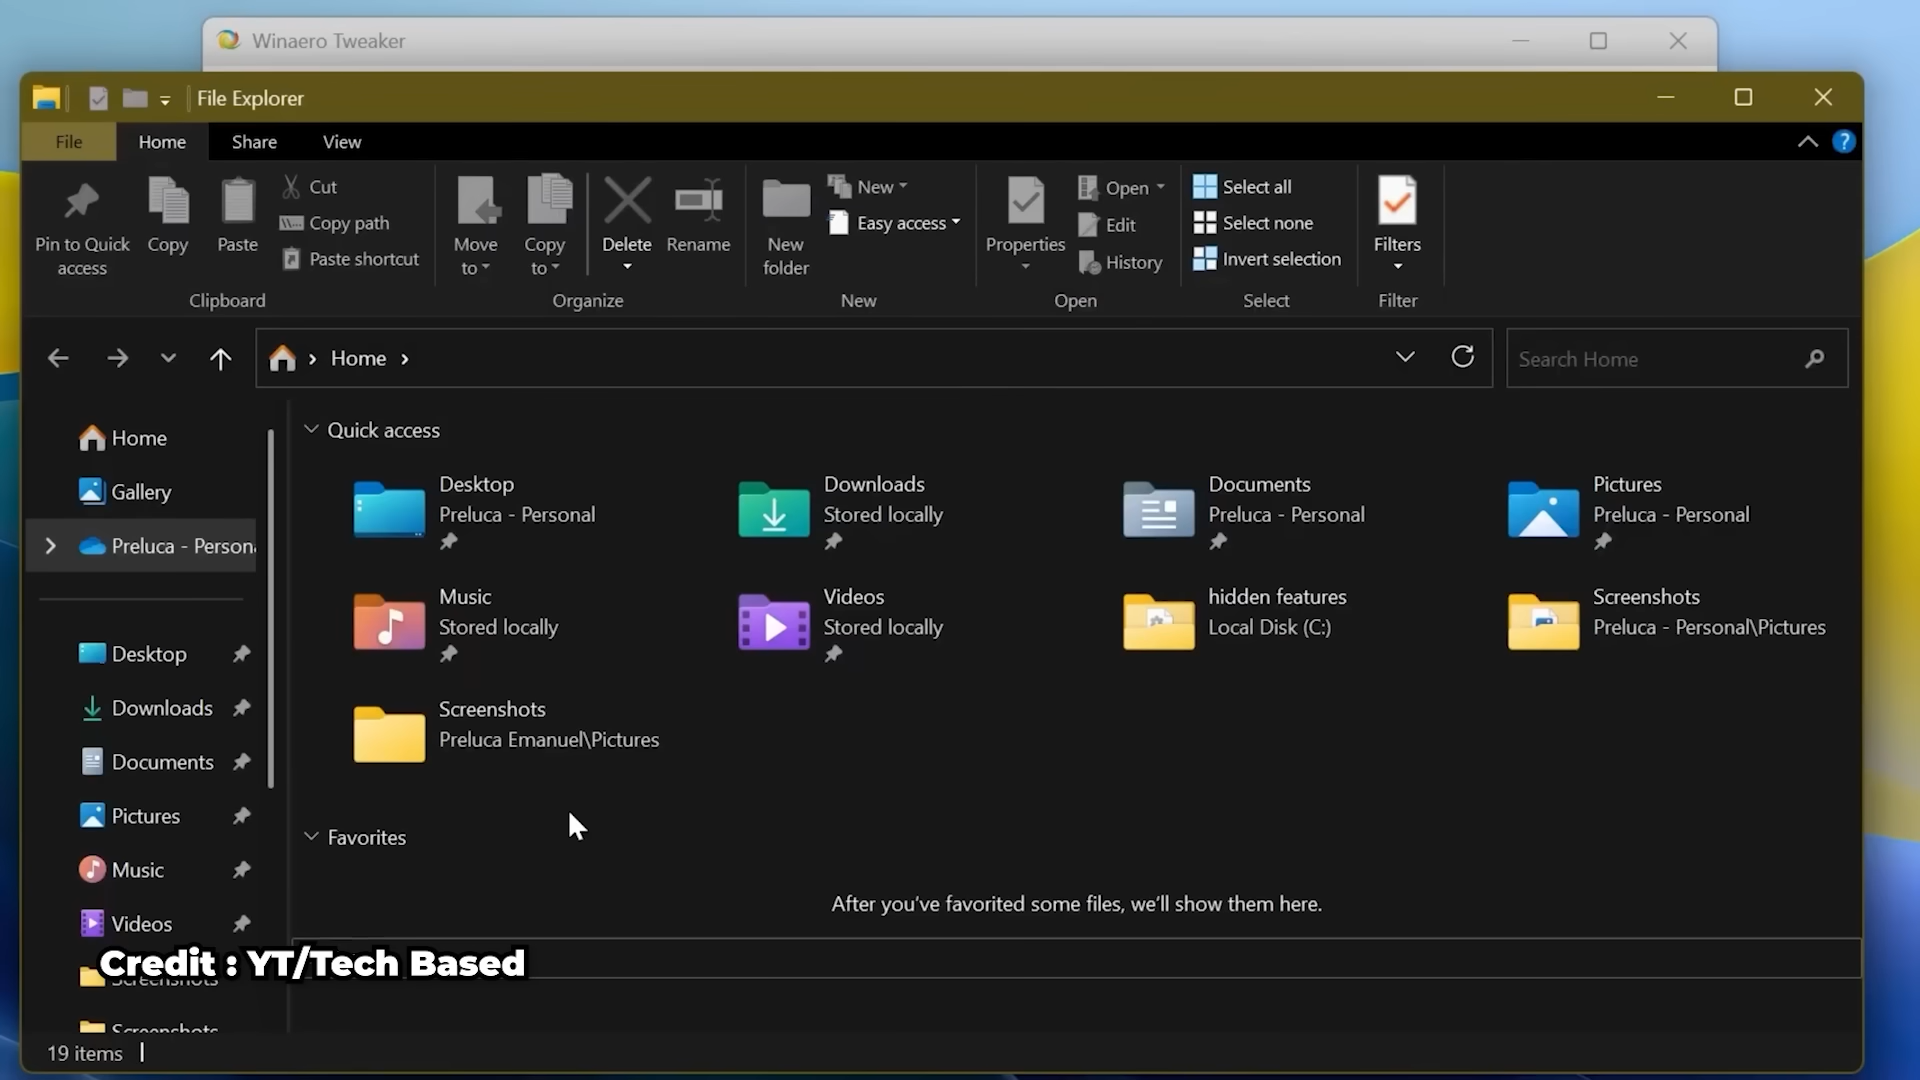 Winaero Tweaker
File Explorer
File Home Share View
?
Pin to Quick access
Copy
Paste
Cut
Copy path
Paste shortcut
Clipboard
Move to
Copy to
Delete
Rename
Organize
New folder
New
Easy access
New
Properties
Open
Edit
History
Open
Select all
Select none
Invert selection
Select
Filters
Filter
Home
Search Home
Home
Gallery
Preluca - Persona
Desktop
Downloads
Documents
Pictures
Music
Videos
Screenshots
Screenshots
Quick access
Desktop
Preluca - Personal
Downloads
Stored locally
Documents
Preluca - Personal
Pictures
Preluca - Personal
Music
Stored locally
Videos
Stored locally
hidden features
Local Disk (C:)
Screenshots
Preluca - Personal\Pictures
Screenshots
Preluca Emanuel\Pictures
Favorites
After you've favorited some files, we'll show them here.
Credit : YT/Tech Based
19 items